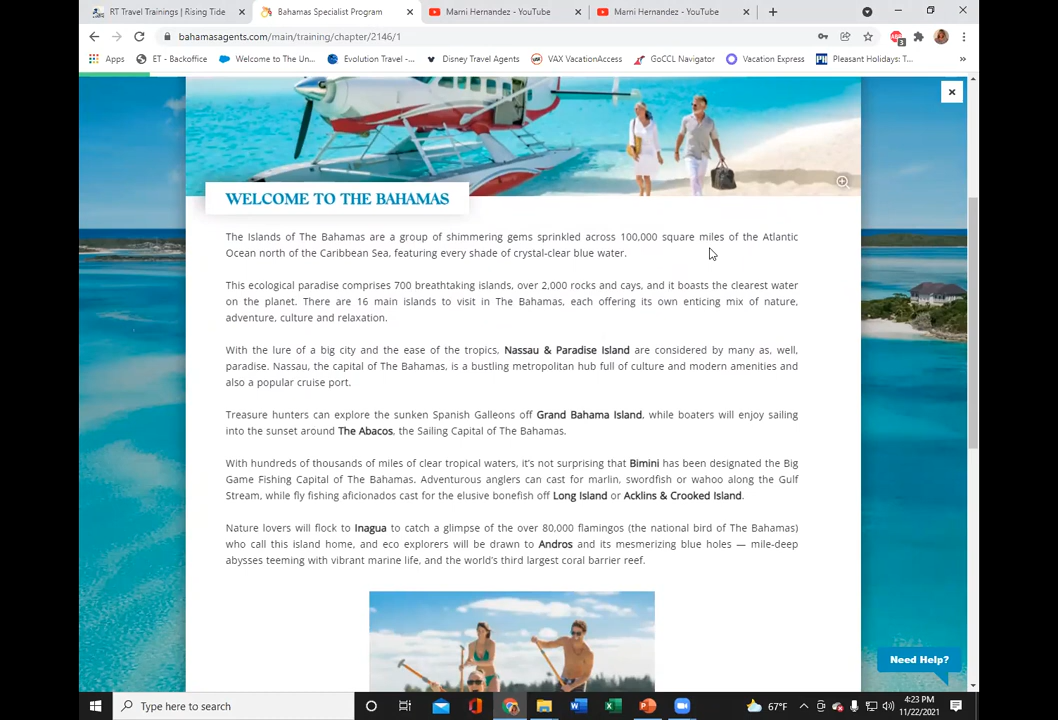 RT Travel Trainings | Rising Tide
Bahamas Specialist Program
Marni Hernandez - YouTube
Marni Hernandez - YouTube
bahamasagents.com/main/training/chapter/2146/1
Apps
ET - Backoffice
Welcome to The Un...
Evolution Travel -...
Disney Travel Agents
VAX VacationAccess
GoCCL Navigator
Vacation Express
PH Pleasant Holidays: T...
WELCOME TO THE BAHAMAS
The Islands of The Bahamas are a group of shimmering gems sprinkled across 100,000 square miles of the Atlantic
Ocean north of the Caribbean Sea, featuring every shade of crystal-clear blue water.
This ecological paradise comprises 700 breathtaking islands, over 2,000 rocks and cays, and it boasts the clearest water
on the planet. There are 16 main islands to visit in The Bahamas, each offering its own enticing mix of nature,
adventure, culture and relaxation.
With the lure of a big city and the ease of the tropics, Nassau & Paradise Island are considered by many as, well,
paradise. Nassau, the capital of The Bahamas, is a bustling metropolitan hub full of culture and modern amenities and
also a popular cruise port.
Treasure hunters can explore the sunken Spanish Galleons off Grand Bahama Island, while boaters will enjoy sailing
into the sunset around The Abacos, the Sailing Capital of The Bahamas.
With hundreds of thousands of miles of clear tropical waters, it's not surprising that Bimini has been designated the Big
Game Fishing Capital of The Bahamas. Adventurous anglers can cast for marlin, swordfish or wahoo along the Gulf
Stream, while fly fishing aficionados cast for the elusive bonefish off Long Island or Acklins & Crooked Island.
Nature lovers will flock to Inagua to catch a glimpse of the over 80,000 flamingos (the national bird of The Bahamas)
who call this island home, and eco explorers will be drawn to Andros and its mesmerizing blue holes — mile-deep
abysses teeming with vibrant marine life, and the world's third largest coral barrier reef.
Need Help?
Type here to search
67°F
4:23 PM
11/22/2021